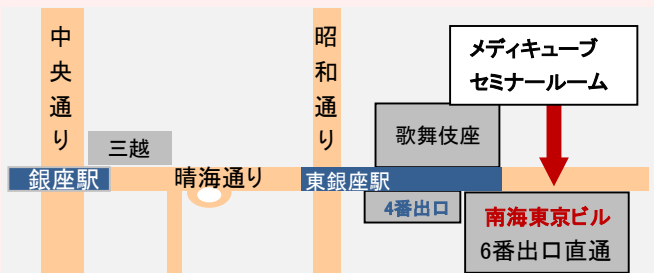 中央通り
昭和通り
メディキューブ
セミナールーム
三越
歌舞伎座
銀座駅
晴海通り
東銀座駅
4番出口
南海東京ビル
6番出口直通